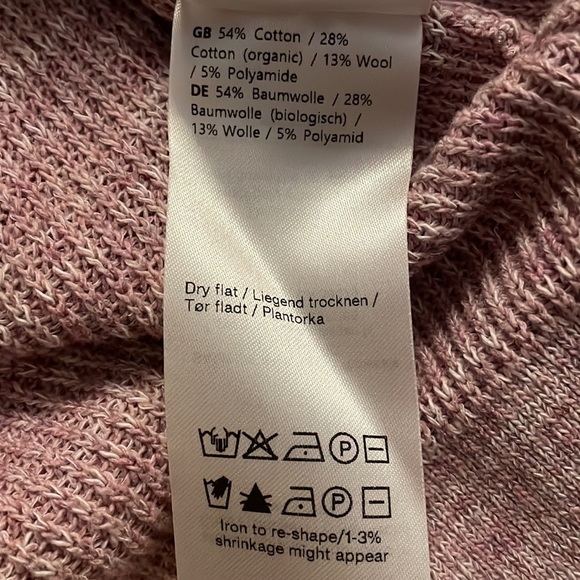 GB 54% Cotton / 28%
Cotton (organic) / 13% Wool
/ 5% Polyamide
DE 54% Baumwolle / 28%
Baumwolle (biologisch) /
13% Wolle / 5% Polyamid
Dry flat / Liegend trocknen /
Tør fladt / Plantorka
P
P
Iron to re-shape/1-3%
shrinkage might appear